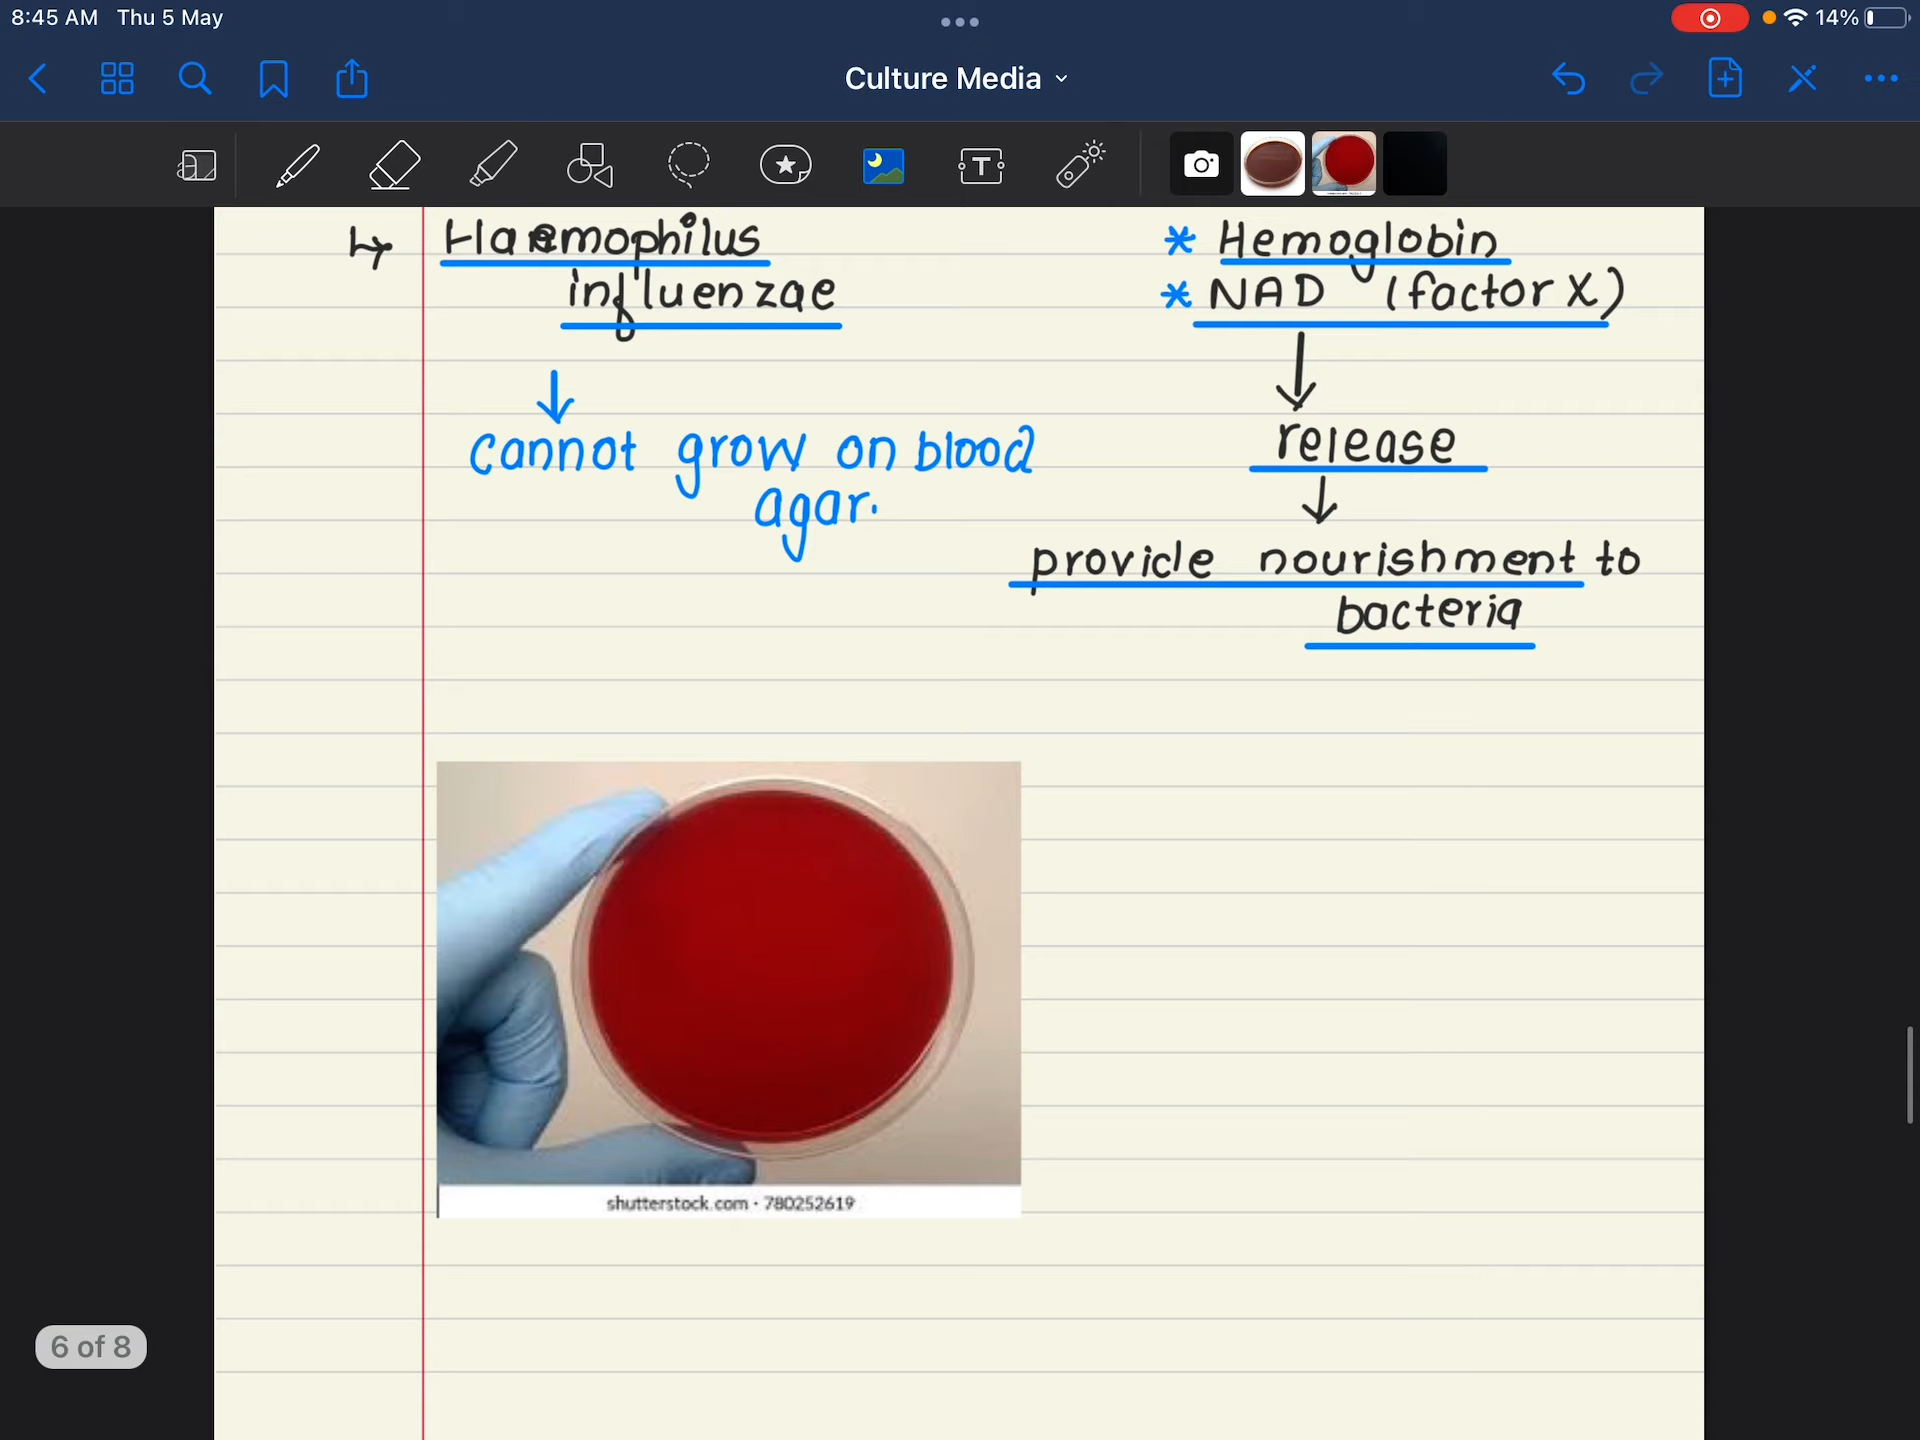 8:45 AM Thu 5 May
14%
Culture Media
T
Haemophilus
influenzae
cannot grow on blood
agar.
* Hemoglobin
* NAD (factor X)
release
provide nourishment to
bacteria
shutterstock.com · 780252619
6 of 8